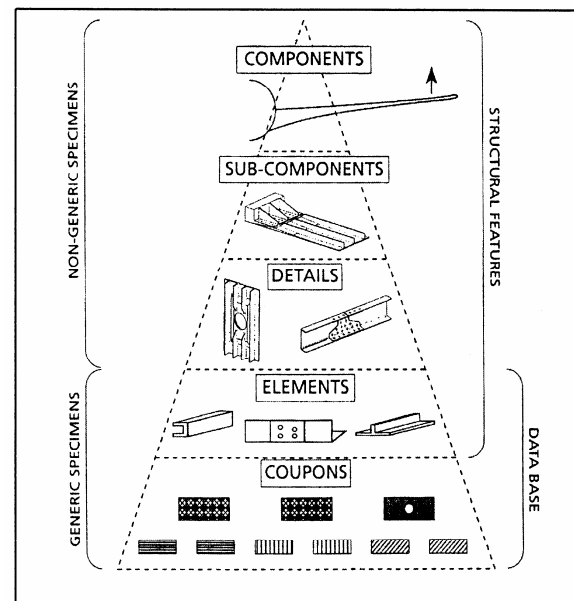 COMPONENTS
NON-GENERIC SPECIMENS
STRUCTURAL FEATURES
SUB-COMPONENTS
DETAILS
ELEMENTS
GENERIC SPECIMENS
DATA BASE
COUPONS